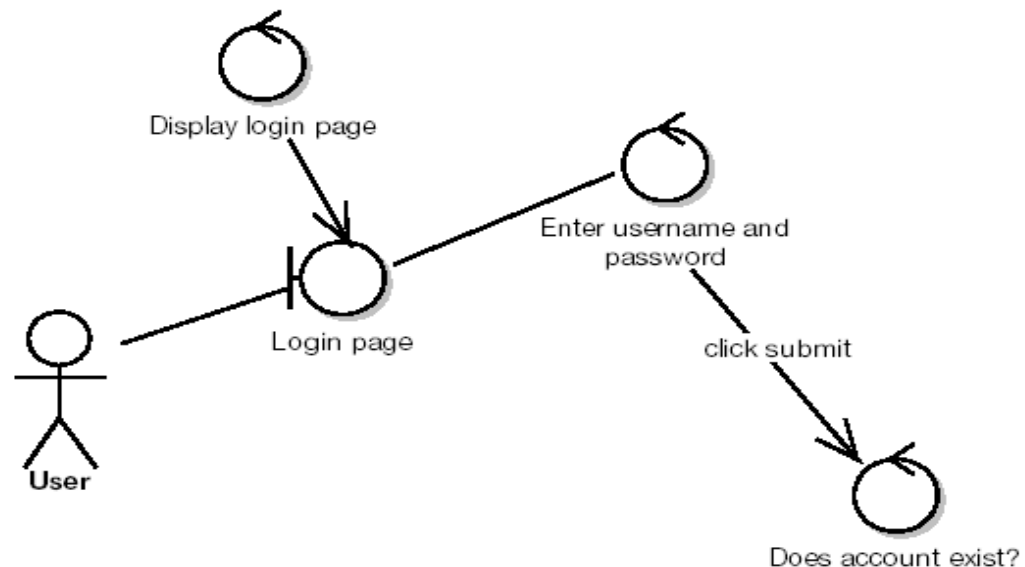 Display login page
Enter username and
password
Login page
click submit
User
Does account exist?